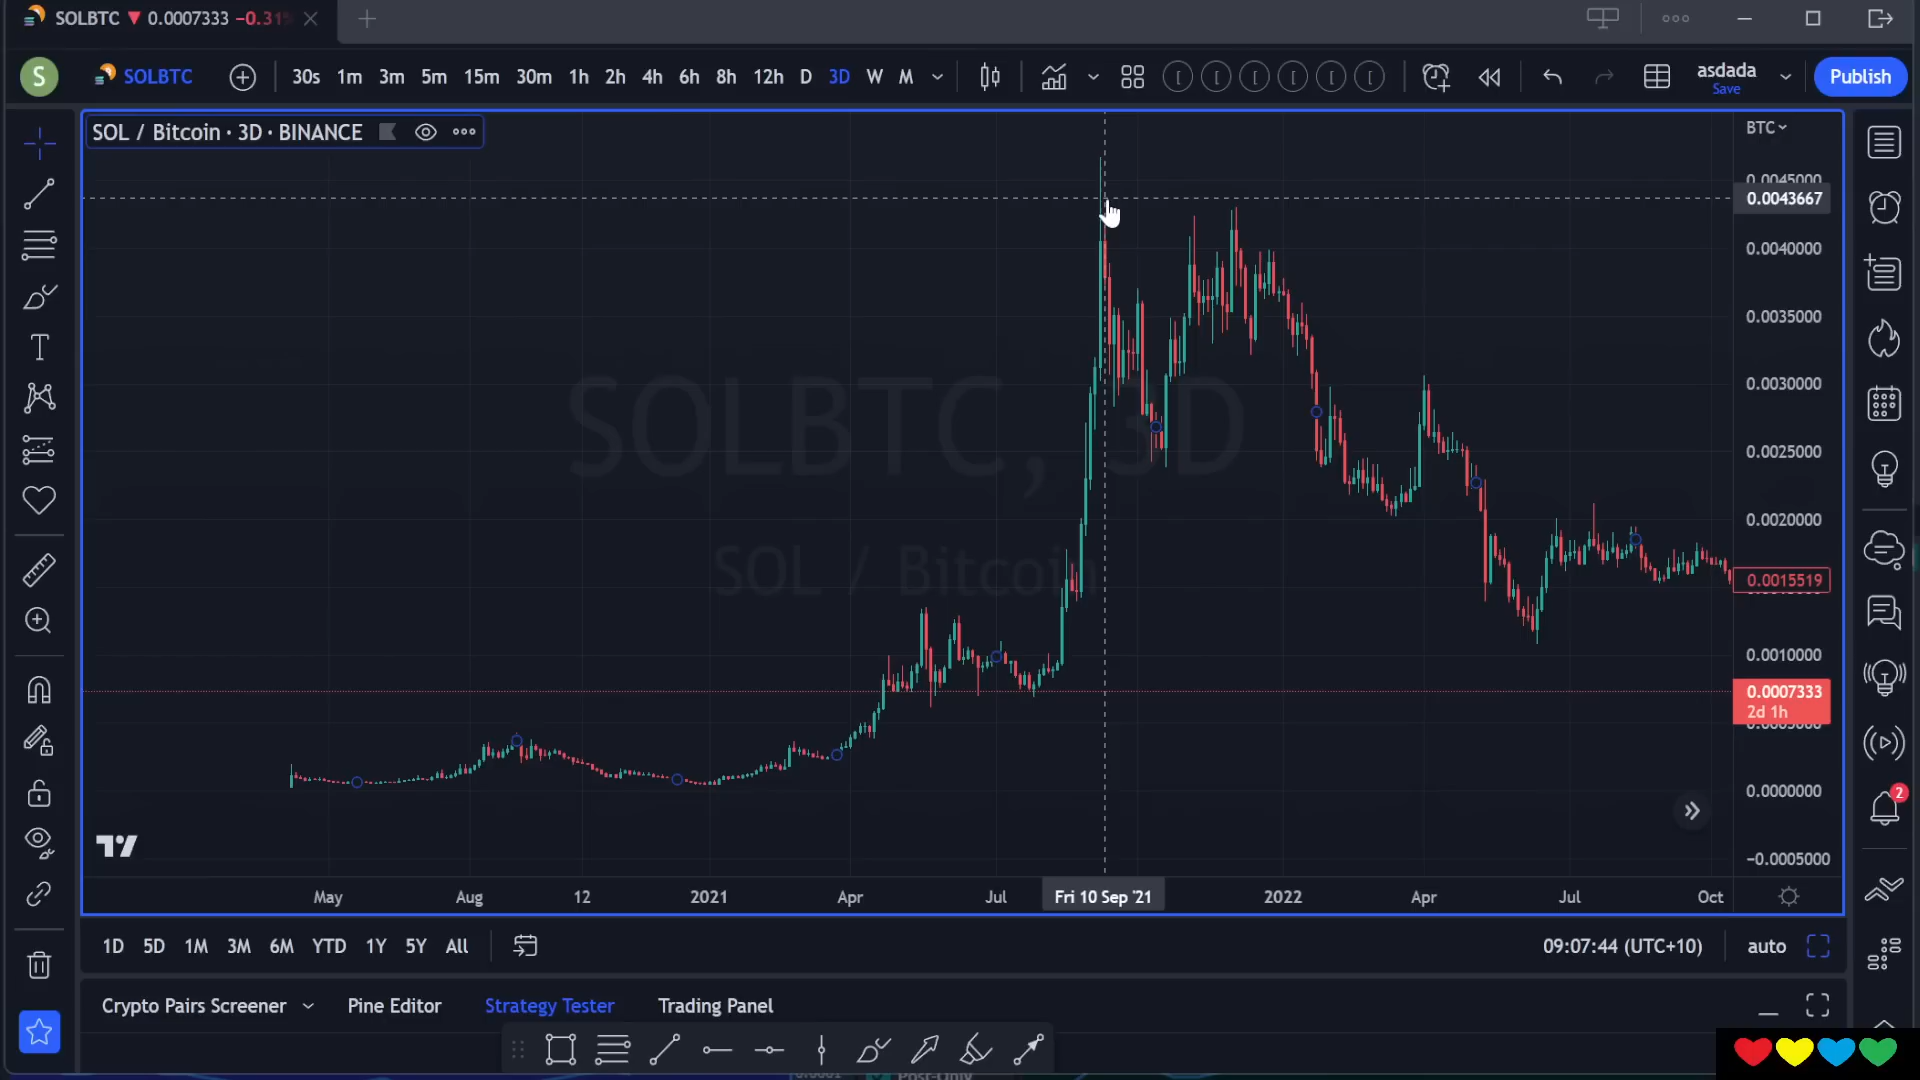 SOLBTC ▼ 0.0007333 −0.31%
S SOLBTC 30s 1m 3m 5m 15m 30m 1h 2h 4h 6h 8h 12h D 3D W M asdada Publish
Save
SOL / Bitcoin · 3D · BINANCE
BTC
0.0045000
0.0043667
0.0040000
0.0035000
0.0030000
0.0025000
0.0020000
0.0015519
0.0010000
0.0007333
2d 1h
0.0000000
−0.0005000
SOLBTC, 3D
SOL / Bitcoin
T
2
May Aug 12 2021 Apr Jul Fri 10 Sep '21 2022 Apr Jul Oct
1D 5D 1M 3M 6M YTD 1Y 5Y All 09:07:44 (UTC+10) auto
Crypto Pairs Screener Pine Editor Strategy Tester Trading Panel